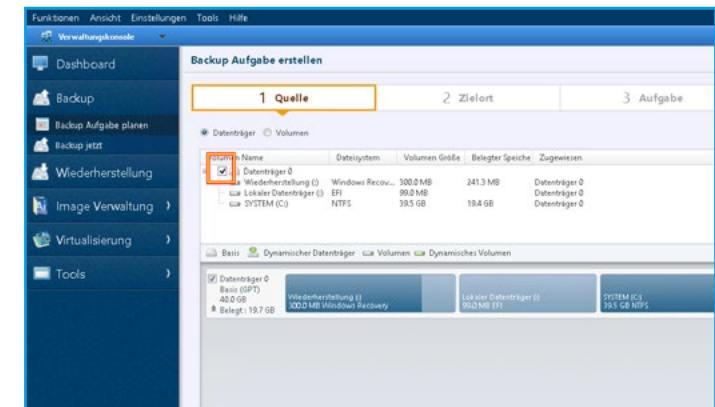 Funktionen Ansicht Einstellungen Tools Hilfe
Verwaltungskonsole
Dashboard
Backup
Backup Aufgabe planen
Backup jetzt
Wiederherstellung
Image Verwaltung
Virtualisierung
Tools
Backup Aufgabe erstellen
1 Quelle 2 Zielort 3 Aufgabe
Datenträger Volumen
Volumen Name Dateisystem Volumen Größe Belegter Speiche Zugewiesen
Datenträger 0
Wiederherstellung (:) Windows Recov... 300.0 MB 241.3 MB Datenträger 0
Lokaler Datenträger (:) EFI 99.0 MB Datenträger 0
SYSTEM (C:) NTFS 39.5 GB 19.4 GB Datenträger 0
Basis Dynamischer Datenträger Volumen Dynamisches Volumen
Datenträger 0
Basis (GPT)
40.0 GB
Belegt : 19.7 GB
Wiederherstellung (:)
300.0 MB Windows Recovery
Lokaler Datenträger (:)
99.0 MB EFI
SYSTEM (C:)
39.5 GB NTFS